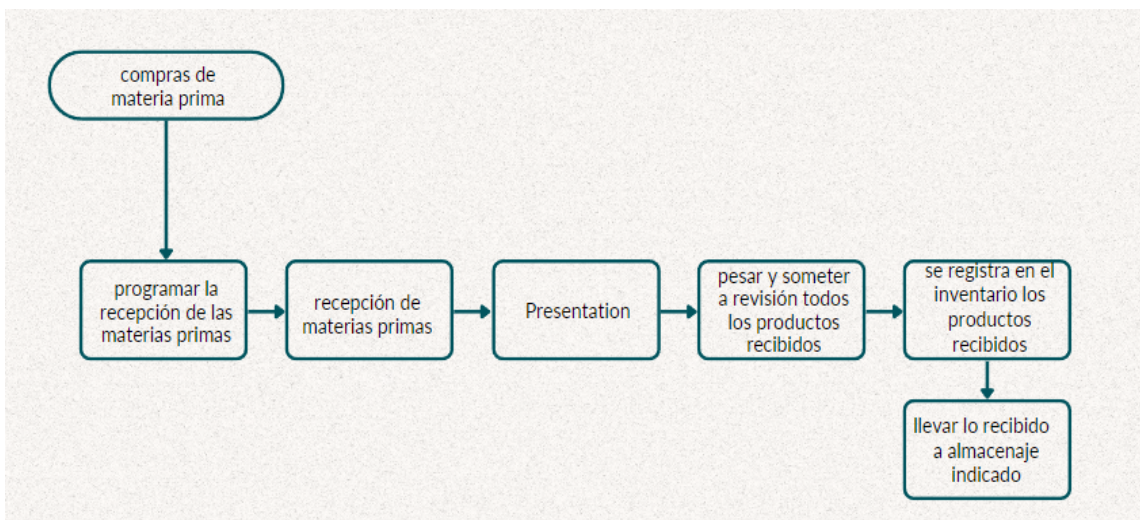 compras de
materia prima
programar la
recepción de las
materias primas
recepción de
materias primas
Presentation
pesar y someter
a revisión todos
los productos
recibidos
se registra en el
inventario los
productos
recibidos
llevar lo recibido
a almacenaje
indicado